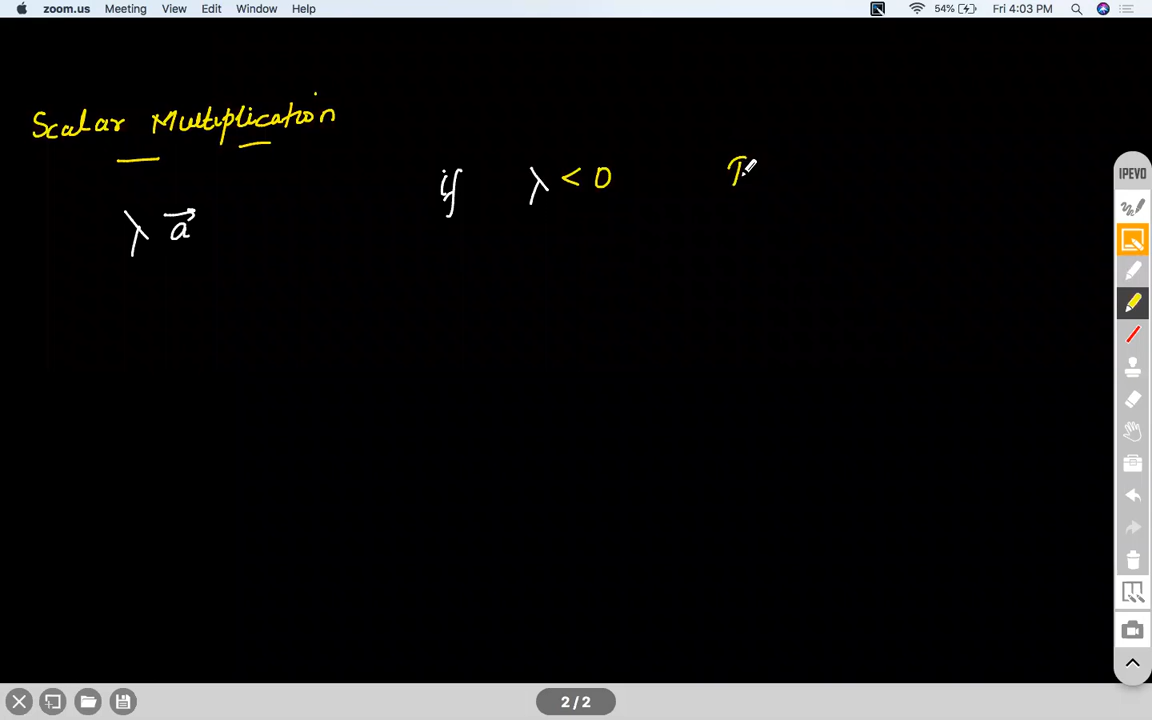 zoom.us Meeting View Edit Window Help 54% Fri 4:03 PM
Scalar Multiplication
if λ < 0
λ a⃗
IPEVO
2/2